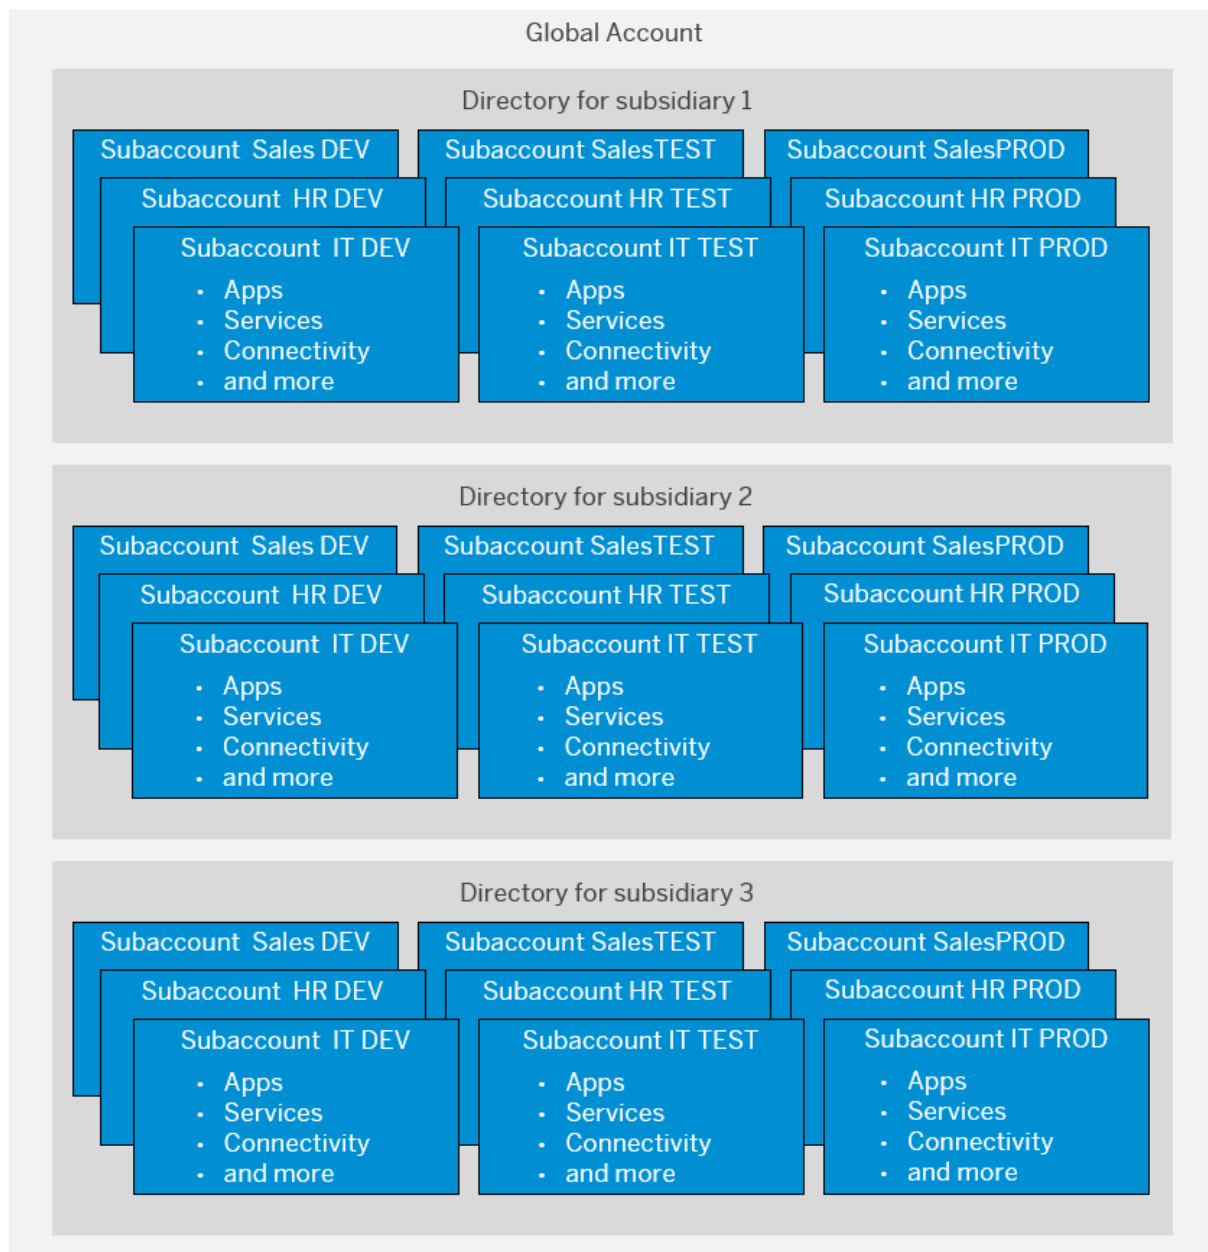 Global Account
Directory for subsidiary 1
Subaccount  Sales DEV
Subaccount SalesTEST
Subaccount SalesPROD
Subaccount  HR DEV
Subaccount HR TEST
Subaccount HR PROD
Subaccount  IT DEV
• Apps
• Services
• Connectivity
• and more
Subaccount IT TEST
• Apps
• Services
• Connectivity
• and more
Subaccount IT PROD
• Apps
• Services
• Connectivity
• and more
Directory for subsidiary 2
Subaccount  Sales DEV
Subaccount SalesTEST
Subaccount SalesPROD
Subaccount  HR DEV
Subaccount HR TEST
Subaccount HR PROD
Subaccount  IT DEV
• Apps
• Services
• Connectivity
• and more
Subaccount IT TEST
• Apps
• Services
• Connectivity
• and more
Subaccount IT PROD
• Apps
• Services
• Connectivity
• and more
Directory for subsidiary 3
Subaccount  Sales DEV
Subaccount SalesTEST
Subaccount SalesPROD
Subaccount  HR DEV
Subaccount HR TEST
Subaccount HR PROD
Subaccount  IT DEV
• Apps
• Services
• Connectivity
• and more
Subaccount IT TEST
• Apps
• Services
• Connectivity
• and more
Subaccount IT PROD
• Apps
• Services
• Connectivity
• and more